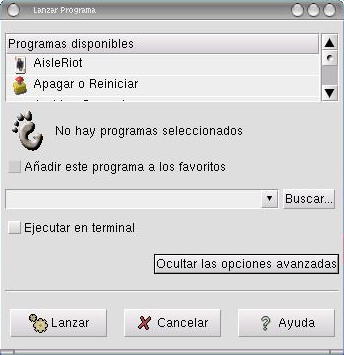 Lanzar Programa
Programas disponibles
AisleRiot
Apagar o Reiniciar
No hay programas seleccionados
Añadir este programa a los favoritos
Buscar...
Ejecutar en terminal
Ocultar las opciones avanzadas
Lanzar
Cancelar
Ayuda